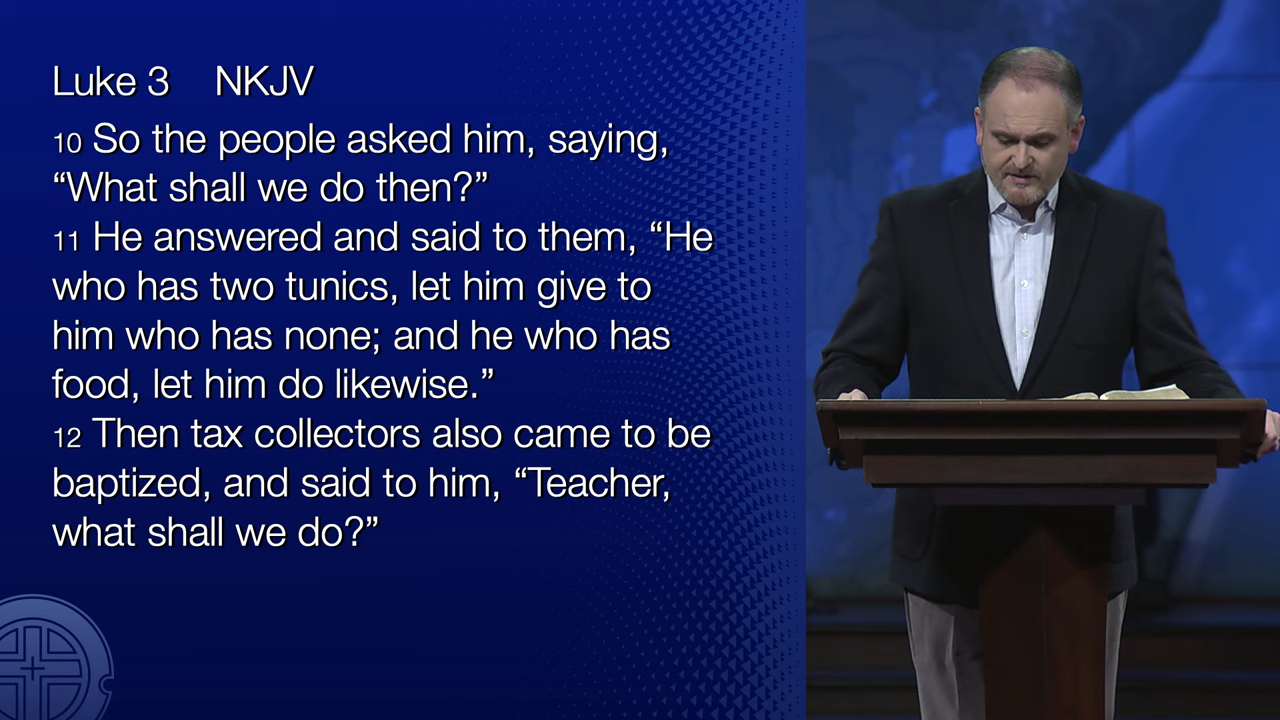 Luke 3 NKJV
10 So the people asked him, saying,
“What shall we do then?”
11 He answered and said to them, “He
who has two tunics, let him give to
him who has none; and he who has
food, let him do likewise.”
12 Then tax collectors also came to be
baptized, and said to him, “Teacher,
what shall we do?”